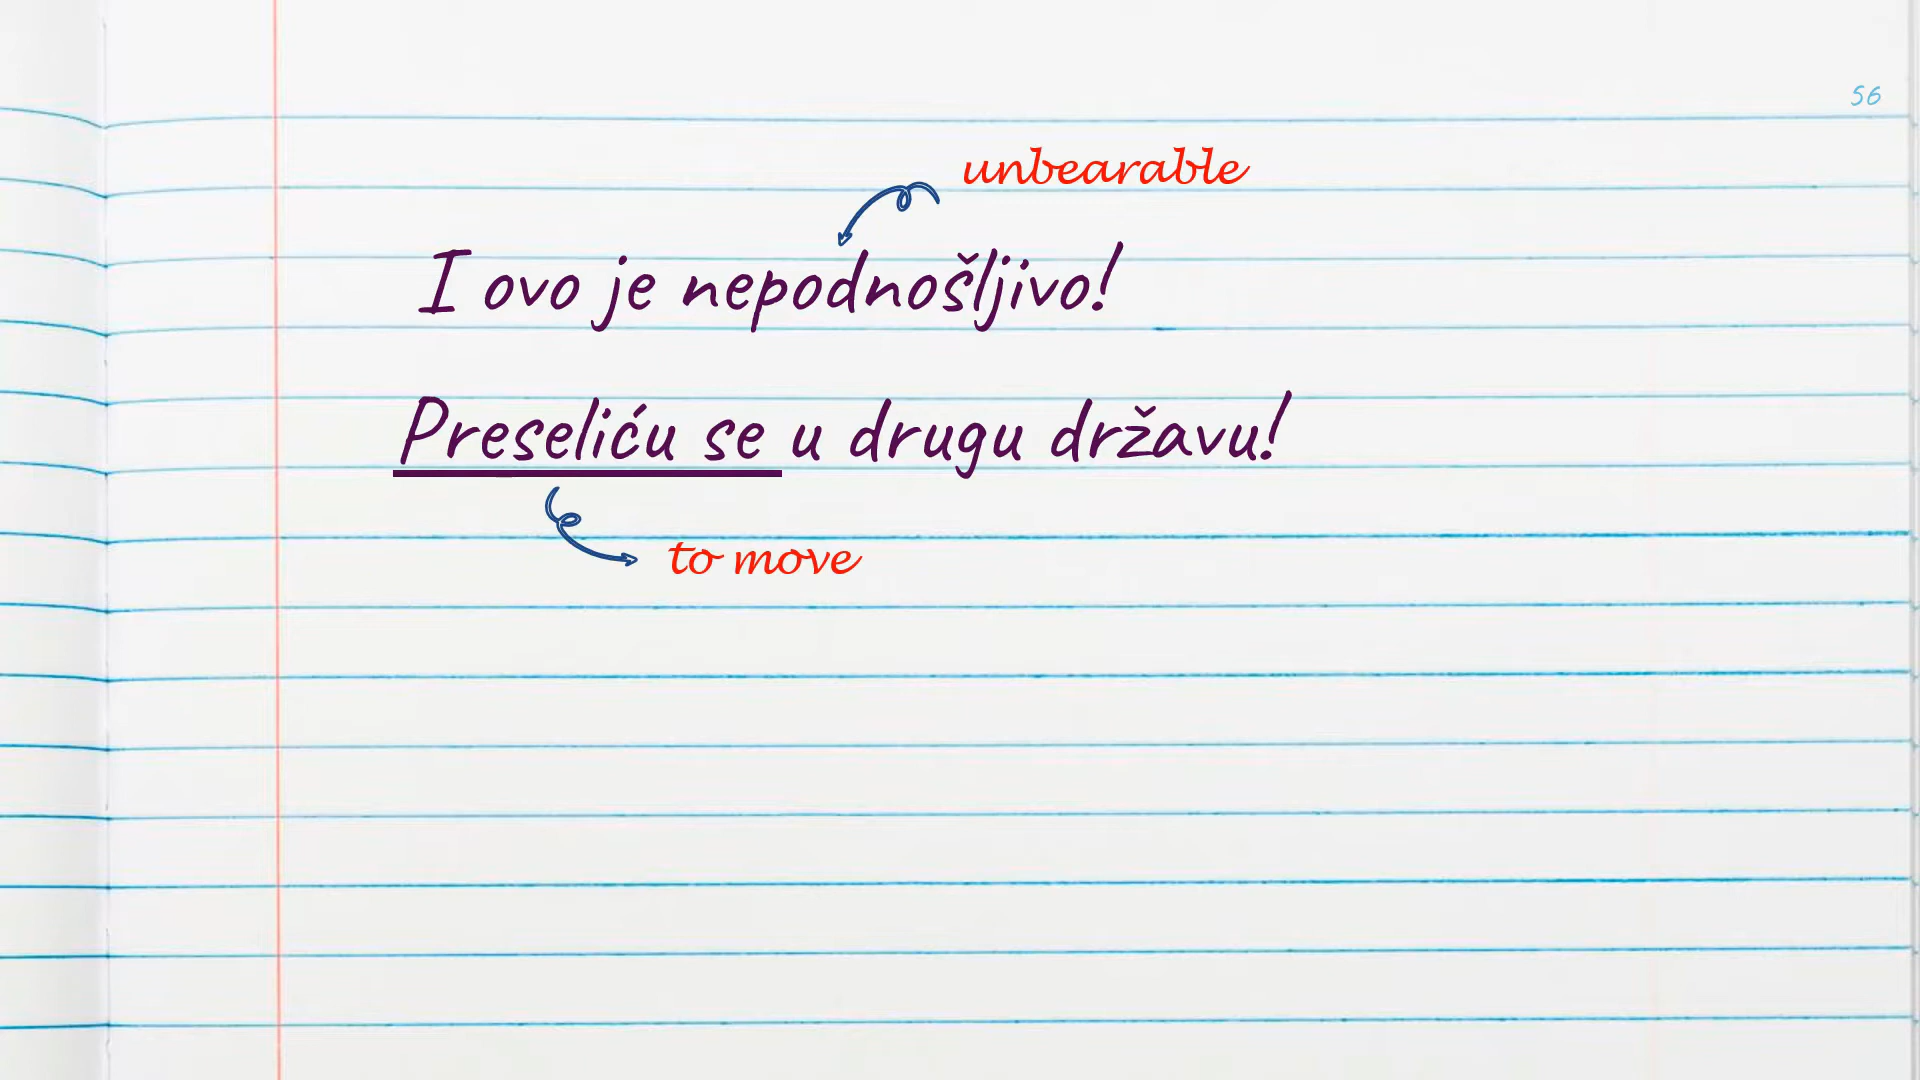 56
unbearable
I ovo je nepodnošljivo!
Preseliću se u drugu državu!
to move